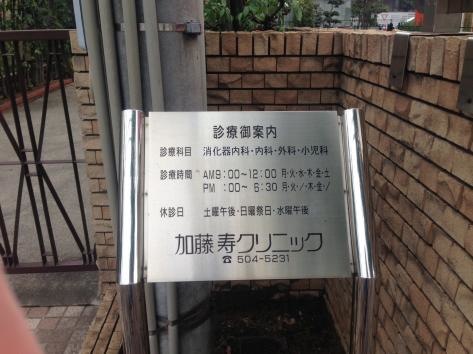 診療御案内
診療科目 消化器内科・内科・外科・小児科
診療時間 AM9:00~12:00 月・火・水・木・金・土
PM :00~ 6:30 月・火・/・木・金・/
休診日 土曜午後・日曜祭日・水曜午後
加藤寿クリニック
☎504-5231